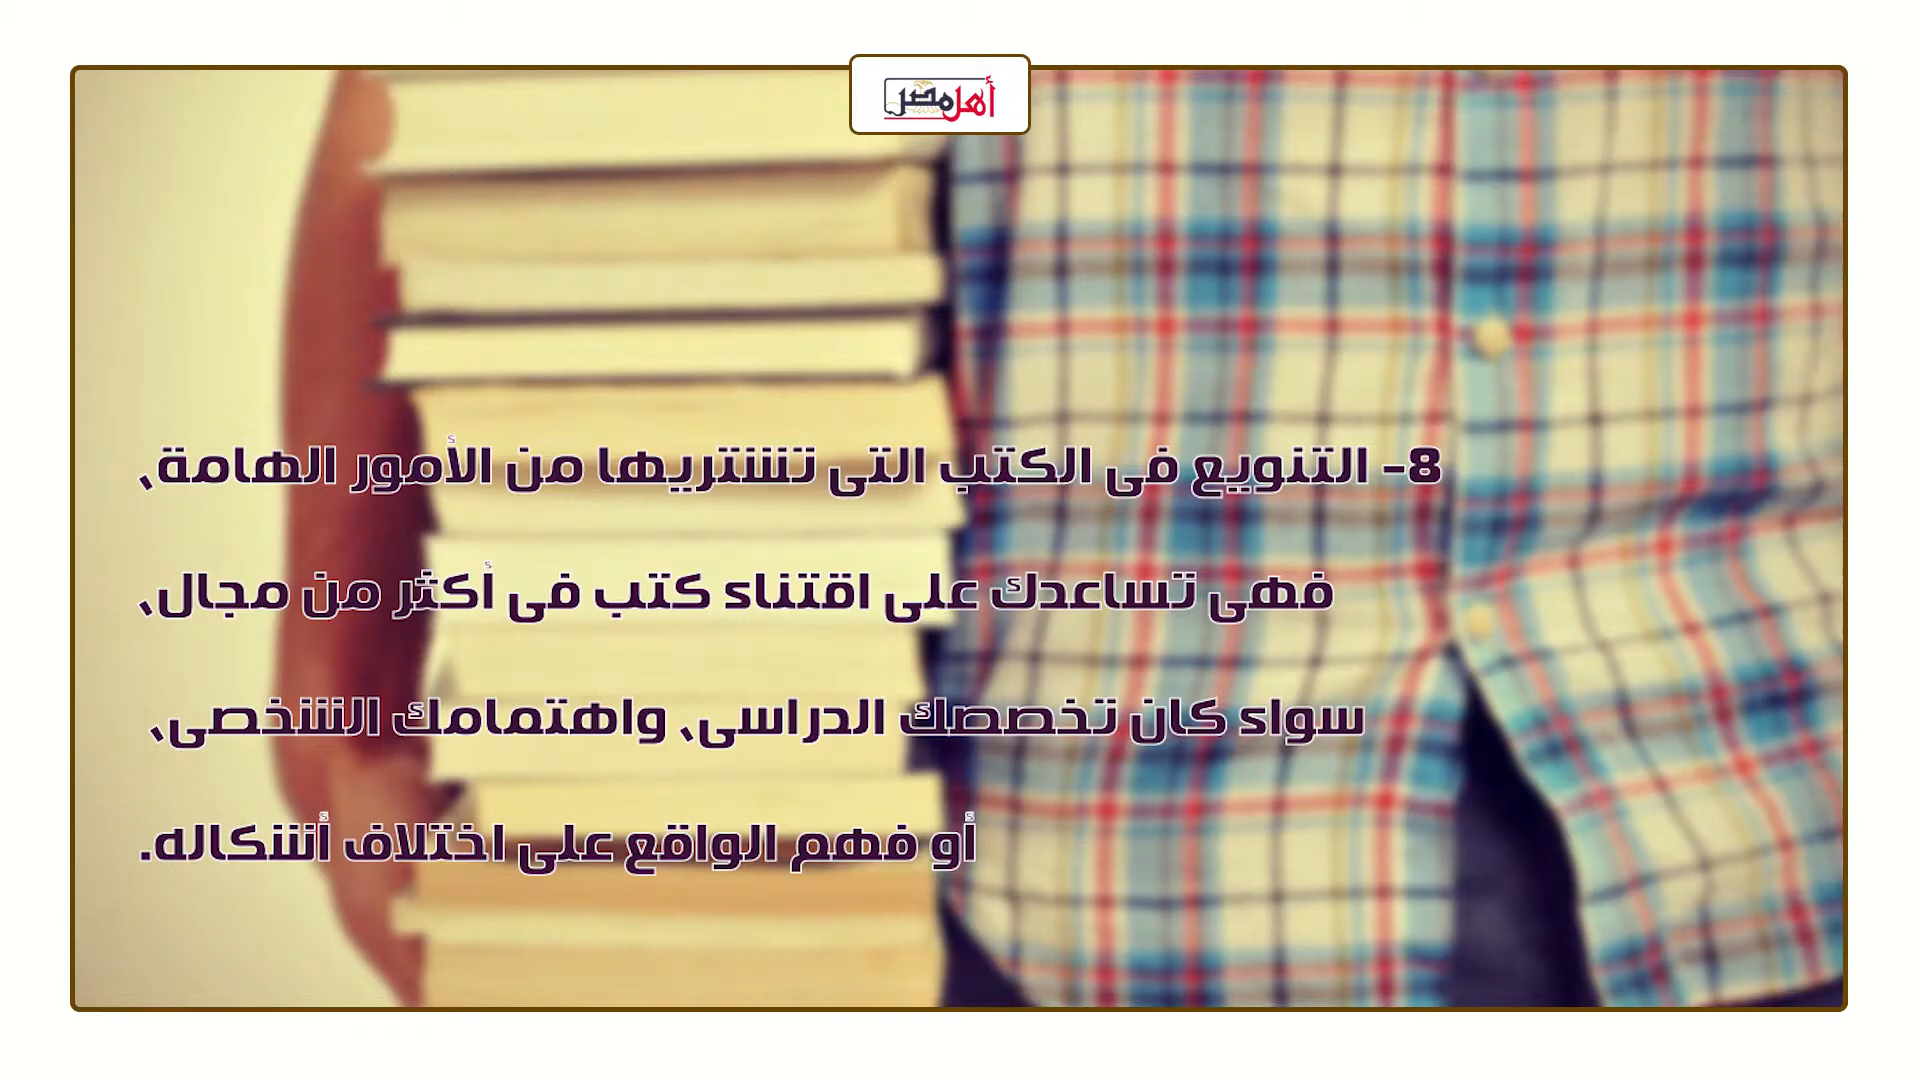 أهل مصر
8- التنويع فى الكتب التى تشتريها من الأمور الهامة،
فهى تساعدك على اقتناء كتب فى أكثر من مجال،
سواء كان تخصصك الدراسى، واهتمامك الشخصى،
أو فهم الواقع على اختلاف أشكاله.